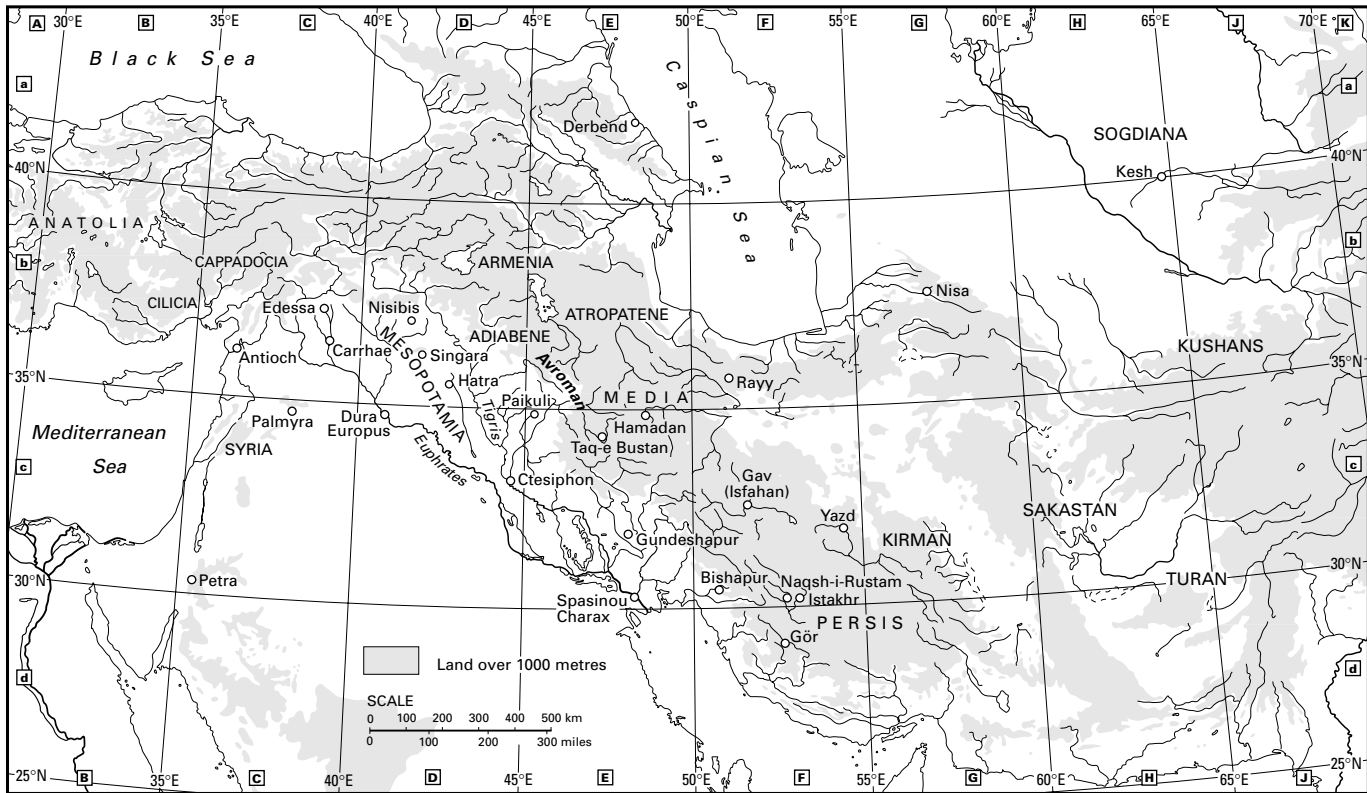 A 30°E B 35°E C 40°E D 45°E E 50°E F G 60°E H 65°E J 70°E K
Black Sea
a
a
Caspian Sea
Derbend
SOGDIANA
40°N
40°N
Kesh
ANATOLIA
b
b
CAPPADOCIA
ARMENIA
CILICIA
Edessa
Nisibis
ATROPATENE
Nisa
ADIABENE
MESOPOTAMIA
Antioch
Carrhae
Singara
Avroman
KUSHANS
35°N
35°N
Hatra
Rayy
Paikuli
MEDIA
Palmyra
Dura
Europus
Tigris
Hamadan
Mediterranean
Sea
SYRIA
Taq-e Bustan
c
c
Euphrates
Ctesiphon
Gav
(Isfahan)
Yazd
SAKASTAN
KIRMAN
Gundeshapur
30°N
30°N
Petra
Bishapur
Naqsh-i-Rustam
Istakhr
TURAN
Spasinou
Charax
PERSIS
Gör
Land over 1000 metres
d
d
SCALE
0 100 200 300 400 500 km
0 100 200 300 miles
25°N
25°N
B 35°E C 40°E D 45°E E 50°E F 55°E G 60°E H 65°E J